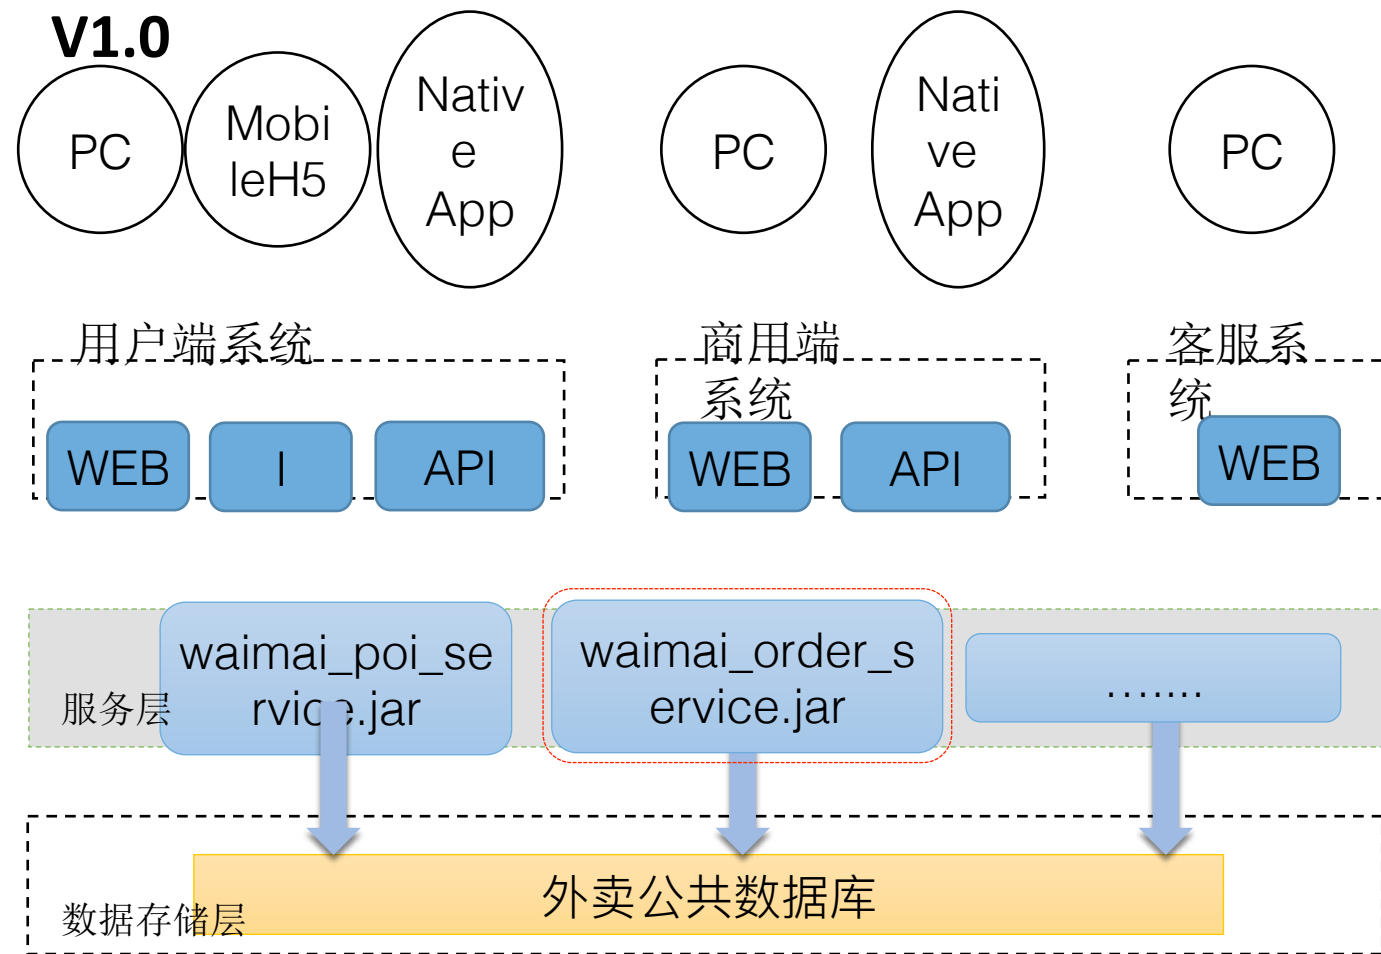 V1.0
PC
Mobi
leH5
Nativ
e
App
PC
Nati
ve
App
PC
用户端系统
商用端
系统
客服系
统
WEB
I
API
WEB
API
WEB
服务层
waimai_poi_se
rvice.jar
waimai_order_s
ervice.jar
........
数据存储层
外卖公共数据库